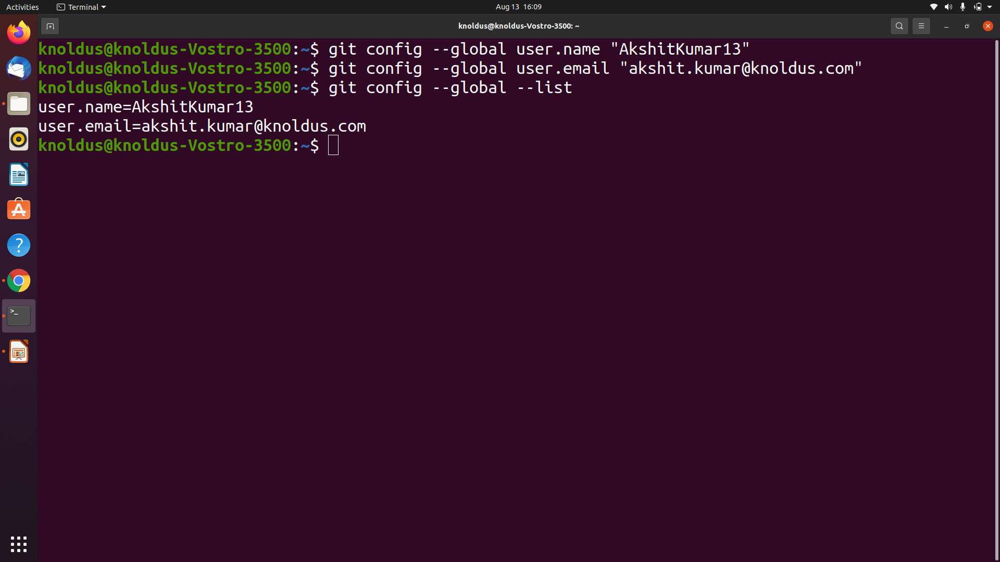 Activities Terminal Aug 13 16:09
knoldus@knoldus-Vostro-3500: ~
knoldus@knoldus-Vostro-3500:~$ git config --global user.name "AkshitKumar13"
knoldus@knoldus-Vostro-3500:~$ git config --global user.email "akshit.kumar@knoldus.com"
knoldus@knoldus-Vostro-3500:~$ git config --global --list
user.name=AkshitKumar13
user.email=akshit.kumar@knoldus.com
knoldus@knoldus-Vostro-3500:~$